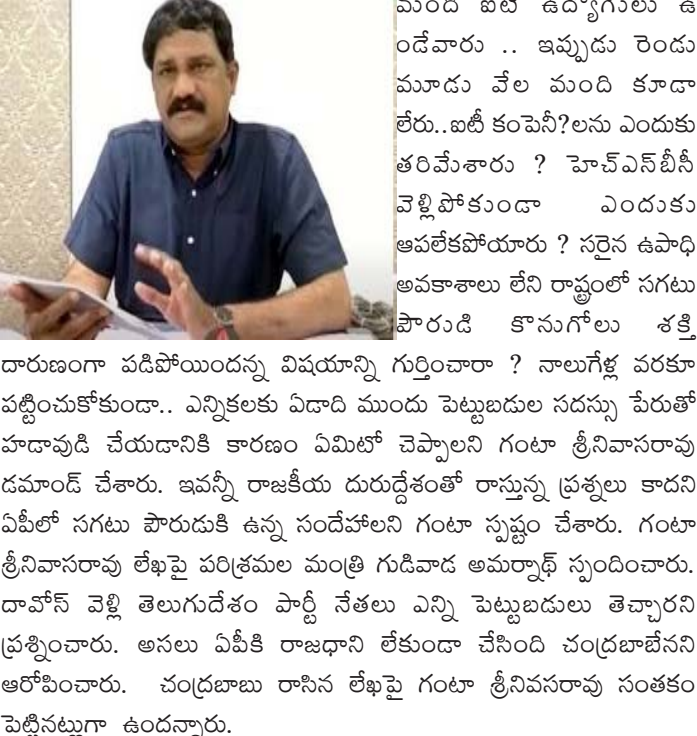 మంది ఐటీ ఉద్యోగులు ఉ
ండేవారు .. ఇప్పుడు రెండు
మూడు వేల మంది కూడా
లేరు..ఐటీ కంపెనీ?లను ఎందుకు
తరిమేశారు ? హెచ్ఎస్‌బీసీ
వెళ్లిపోకుండా ఎందుకు
ఆపలేకపోయారు ? సరైన ఉపాధి
అవకాశాలు లేని రాష్ట్రంలో సగటు
పౌరుడి కొనుగోలు శక్తి
దారుణంగా పడిపోయిందన్న విషయాన్ని గుర్తించారా ? నాలుగేళ్ల వరకూ
పట్టించుకోకుండా.. ఎన్నికలకు ఏడాది ముందు పెట్టుబడుల సదస్సు పేరుతో
హడావుడి చేయడానికి కారణం ఏమిటో చెప్పాలని గంటా శ్రీనివాసరావు
డమాండ్ చేశారు. ఇవన్నీ రాజకీయ దురుద్దేశంతో రాస్తున్న ప్రశ్నలు కాదని
ఏపీలో సగటు పౌరుడుకి ఉన్న సందేహాలని గంటా స్పష్టం చేశారు. గంటా
శ్రీనివాసరావు లేఖపై పరిశ్రమల మంత్రి గుడివాడ అమర్నాథ్ స్పందించారు.
దావోస్ వెళ్లి తెలుగుదేశం పార్టీ నేతలు ఎన్ని పెట్టుబడులు తెచ్చారని
ప్రశ్నించారు. అసలు ఏపీకి రాజధాని లేకుండా చేసింది చంద్రబాబేనని
ఆరోపించారు. చంద్రబాబు రాసిన లేఖపై గంటా శ్రీనివసరావు సంతకం
పెట్టినట్లుగా ఉందన్నారు.